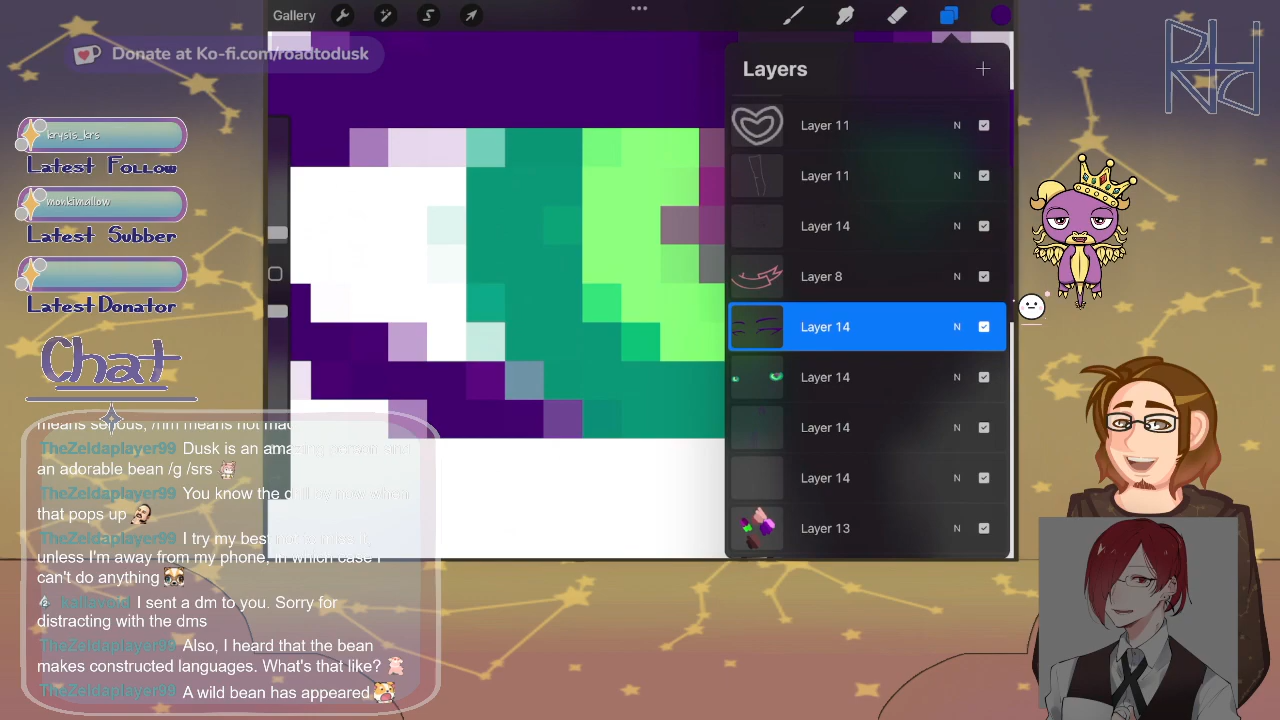 Gallery
Donate at Ko-fi.com/roadtodusk
Layers
Layer 11 N
Layer 11 N
Layer 14 N
Layer 8 N
Layer 14 N
Layer 14 N
Layer 14 N
Layer 14 N
Layer 13 N
krysis_krs
Latest Follow
monkimallow
Latest Subber
Latest Donator
Chat
TheZeldaplayer99 Dusk is an amazing person and
an adorable bean /g /srs
TheZeldaplayer99 You know the drill by now when
that pops up
TheZeldaplayer99 I try my best not to miss it
unless I'm away from my phone, in which case I
can't do anything
I sent a dm to you. Sorry for
distracting with the dms
TheZeldaplayer99 Also, I heard that the bean
makes constructed languages. What's that like?
TheZeldaplayer99 A wild bean has appeared